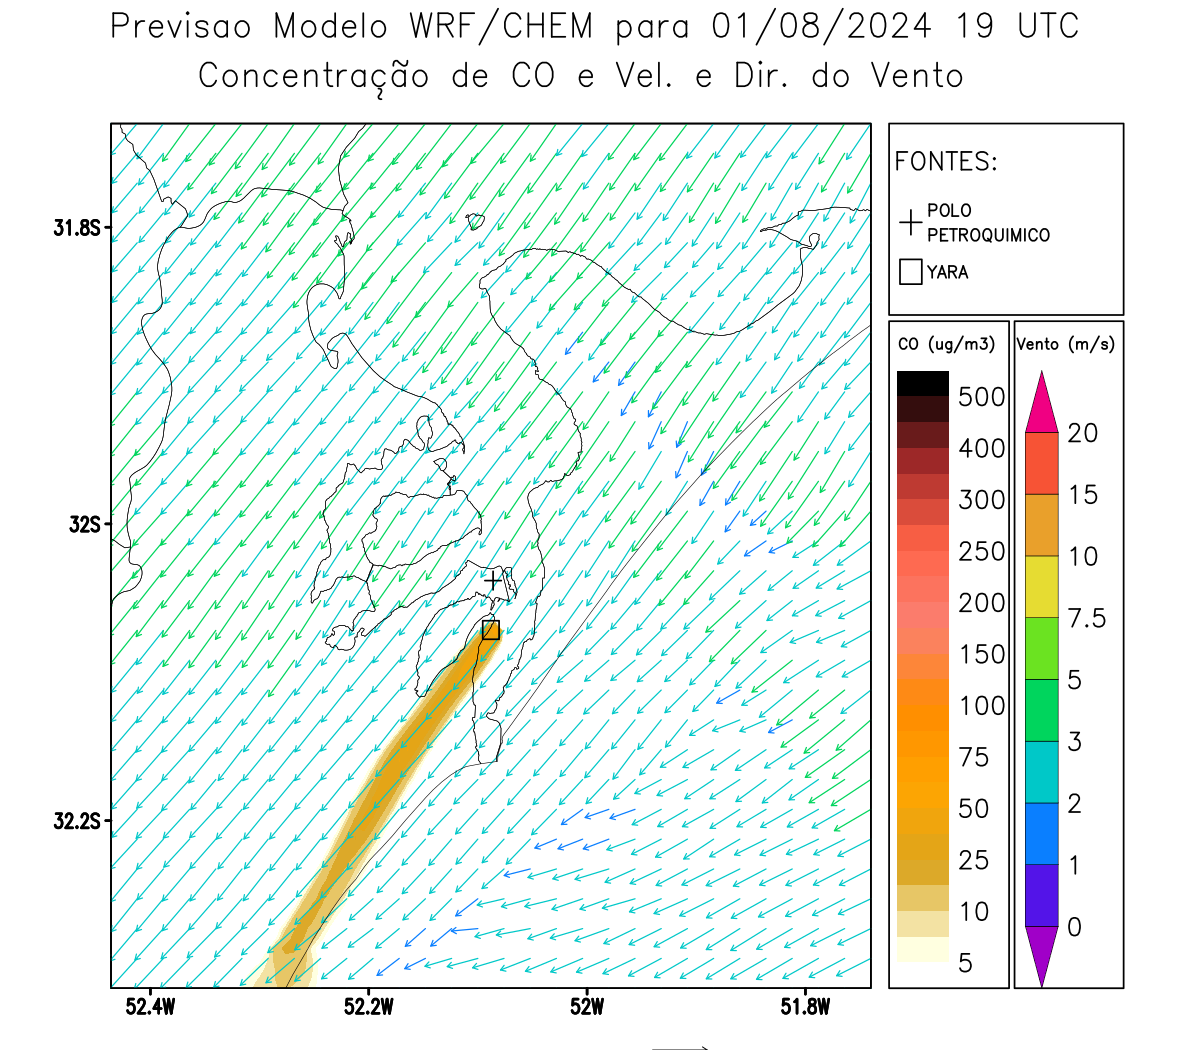 Previsao Modelo WRF/CHEM para 01/08/2024 19 UTC
Concentração de CO e Vel. e Dir. do Vento
FONTES:
POLO
PETROQUIMICO
YARA
CO (ug/m3)
500
400
300
250
200
150
100
75
50
25
10
5
Vento (m/s)
20
15
10
7.5
5
3
2
1
0
31.8S
32S
32.2S
52.4W
52.2W
52W
51.8W